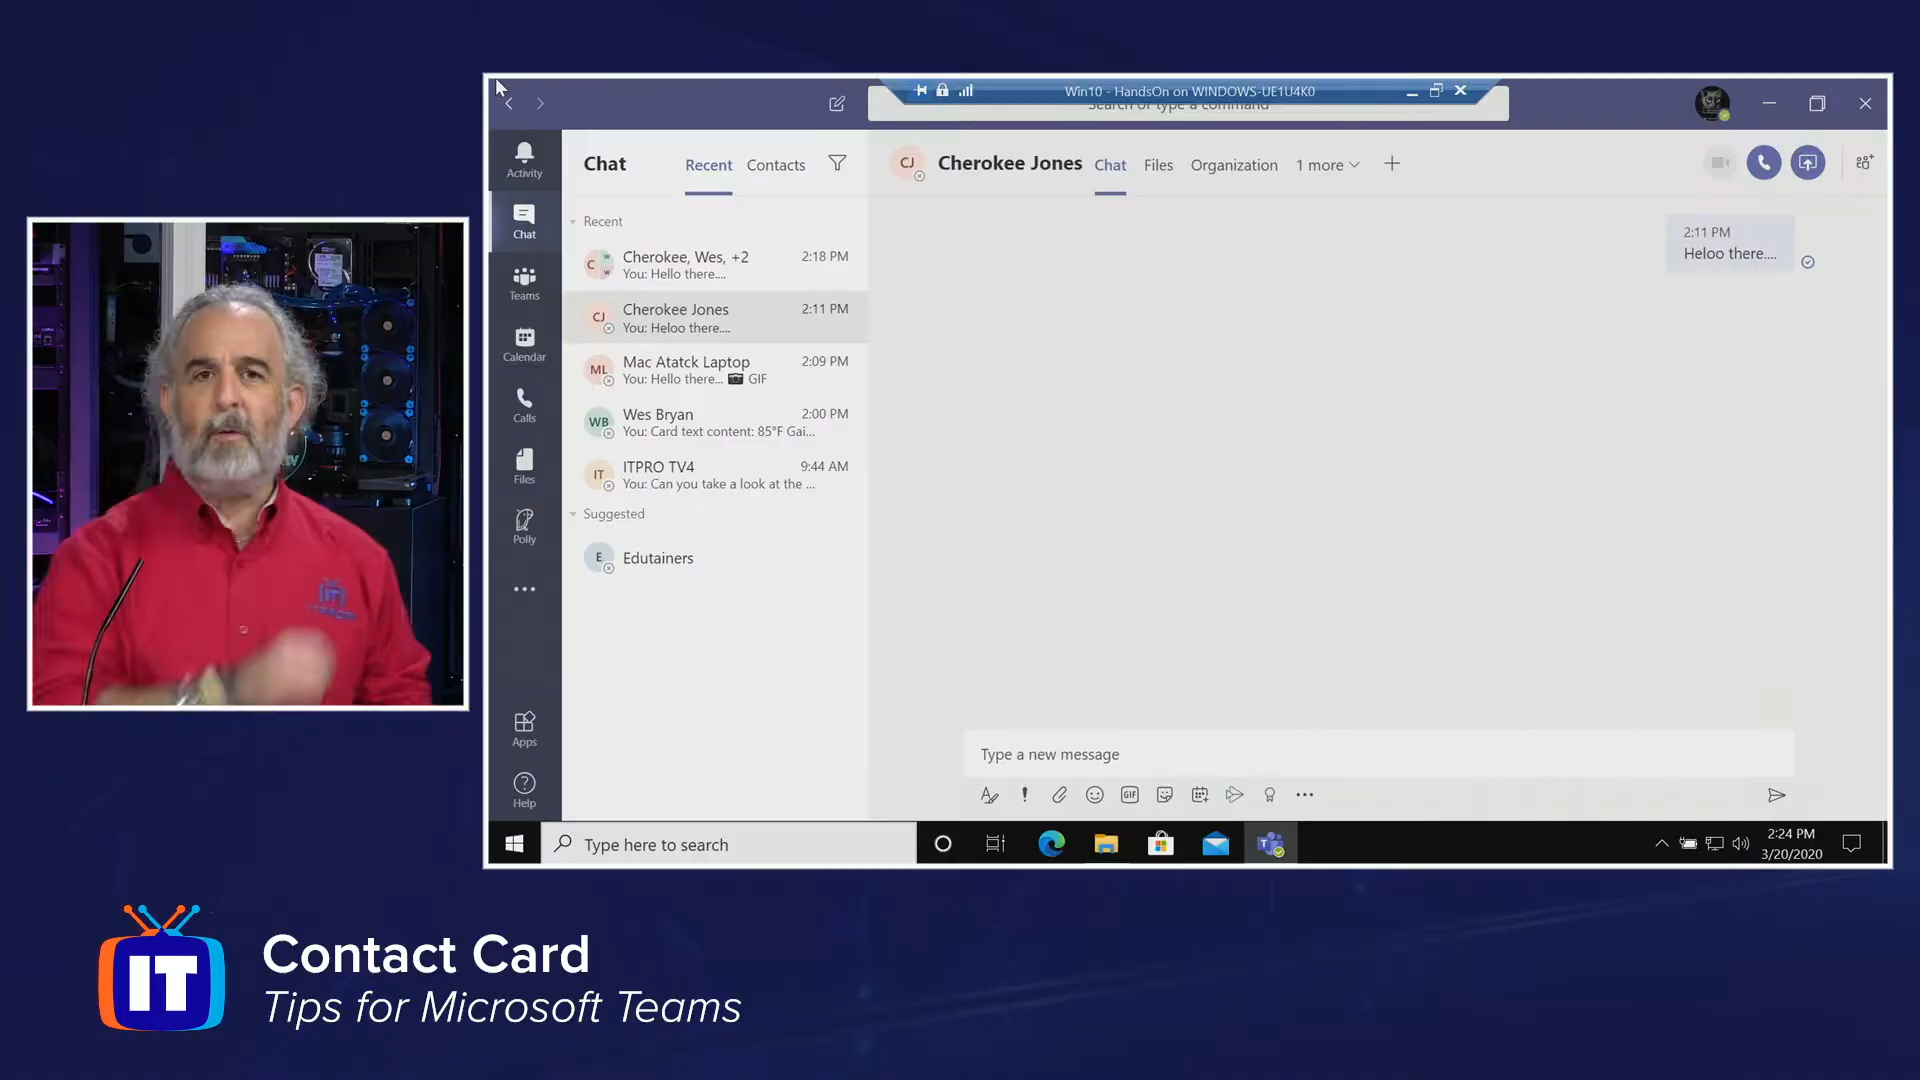 Win10 - HandsOn on WINDOWS-UE1U4K0
Search or type a command
Activity
Chat
Teams
Calendar
Calls
Files
Polly
Apps
Help
Chat
Recent
Contacts
Recent
Cherokee, Wes, +2
2:18 PM
You: Hello there....
CJ
Cherokee Jones
2:11 PM
You: Heloo there....
ML
Mac Atatck Laptop
2:09 PM
You: Hello there... GIF
WB
Wes Bryan
2:00 PM
You: Card text content: 85°F Gai...
IT
ITPRO TV4
9:44 AM
You: Can you take a look at the ...
Suggested
E
Edutainers
CJ
Cherokee Jones
Chat
Files
Organization
1 more
2:11 PM
Heloo there....
Type a new message
GIF
Type here to search
2:24 PM
3/20/2020
IT
Contact Card
Tips for Microsoft Teams